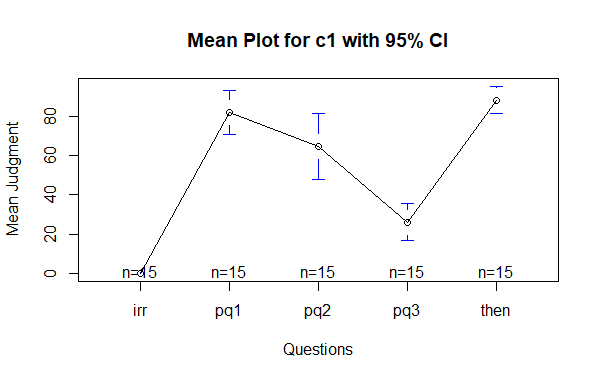 Mean Plot for c1 with 95% CI
Mean Judgment
80
60
40
20
0
n=15 n=15 n=15 n=15 n=15
irr pq1 pq2 pq3 then
Questions